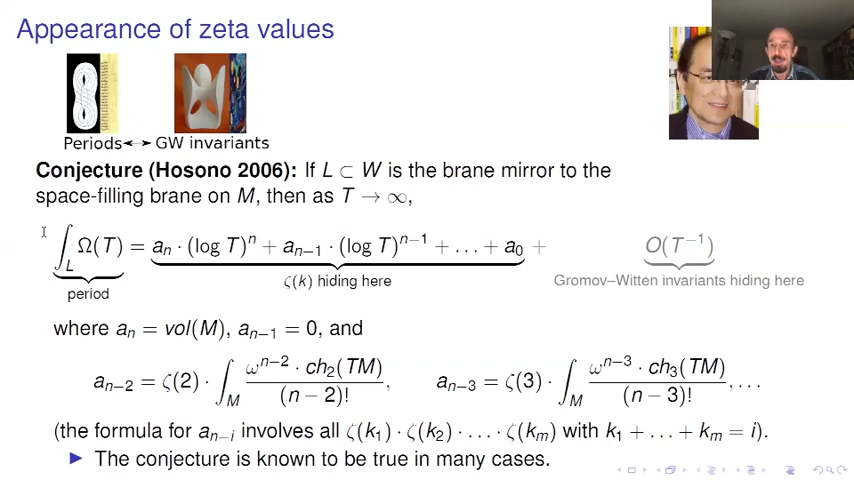 Appearance of zeta values
Periods↔GW invariants
Conjecture (Hosono 2006): If L ⊂ W is the brane mirror to the
space-filling brane on M, then as T → ∞,
∫_L Ω(T) = a_n · (log T)^n + a_{n−1} · (log T)^{n−1} + … + a_0 + O(T^{−1})
period
ζ(k) hiding here
Gromov–Witten invariants hiding here
where a_n = vol(M), a_{n−1} = 0, and
a_{n−2} = ζ(2) · ∫_M ω^{n−2} · ch_2(TM) / (n − 2)!, a_{n−3} = ζ(3) · ∫_M ω^{n−3} · ch_3(TM) / (n − 3)!, …
(the formula for a_{n−i} involves all ζ(k_1) · ζ(k_2) · … · ζ(k_m) with k_1 + … + k_m = i).
▶ The conjecture is known to be true in many cases.